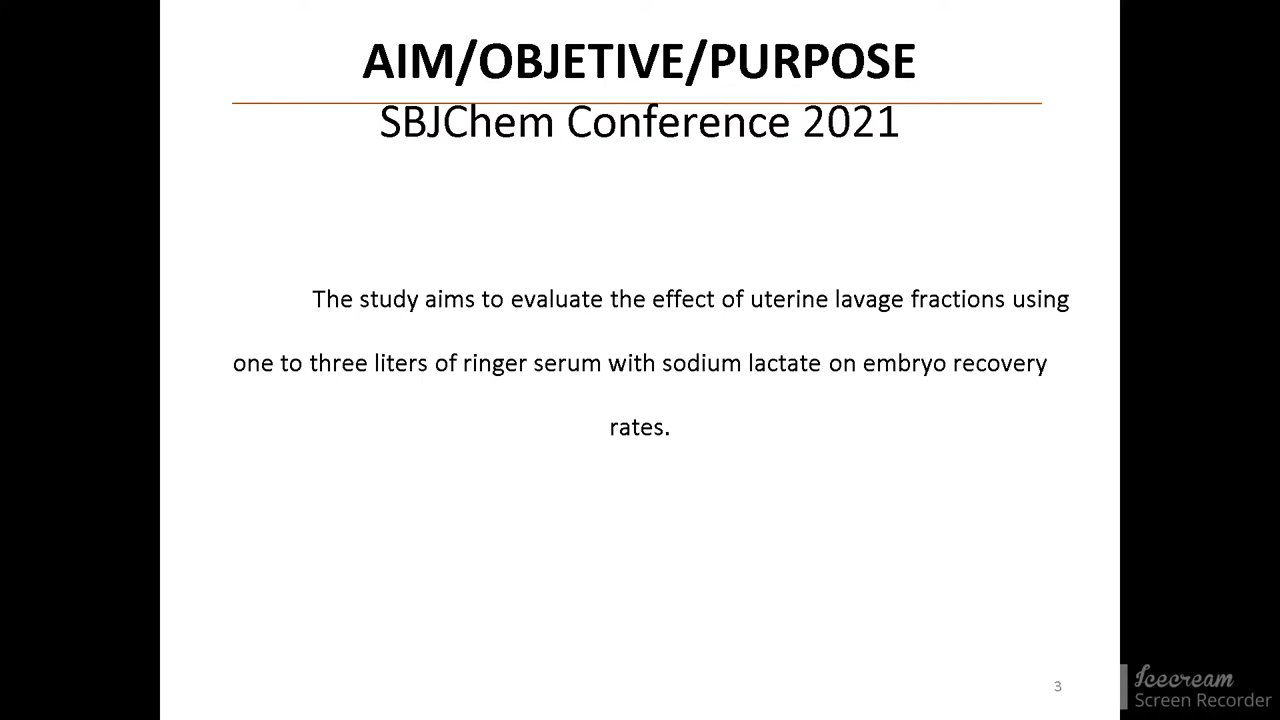 AIM/OBJETIVE/PURPOSE
SBJChem Conference 2021
The study aims to evaluate the effect of uterine lavage fractions using
one to three liters of ringer serum with sodium lactate on embryo recovery
rates.
3
Icecream
Screen Recorder